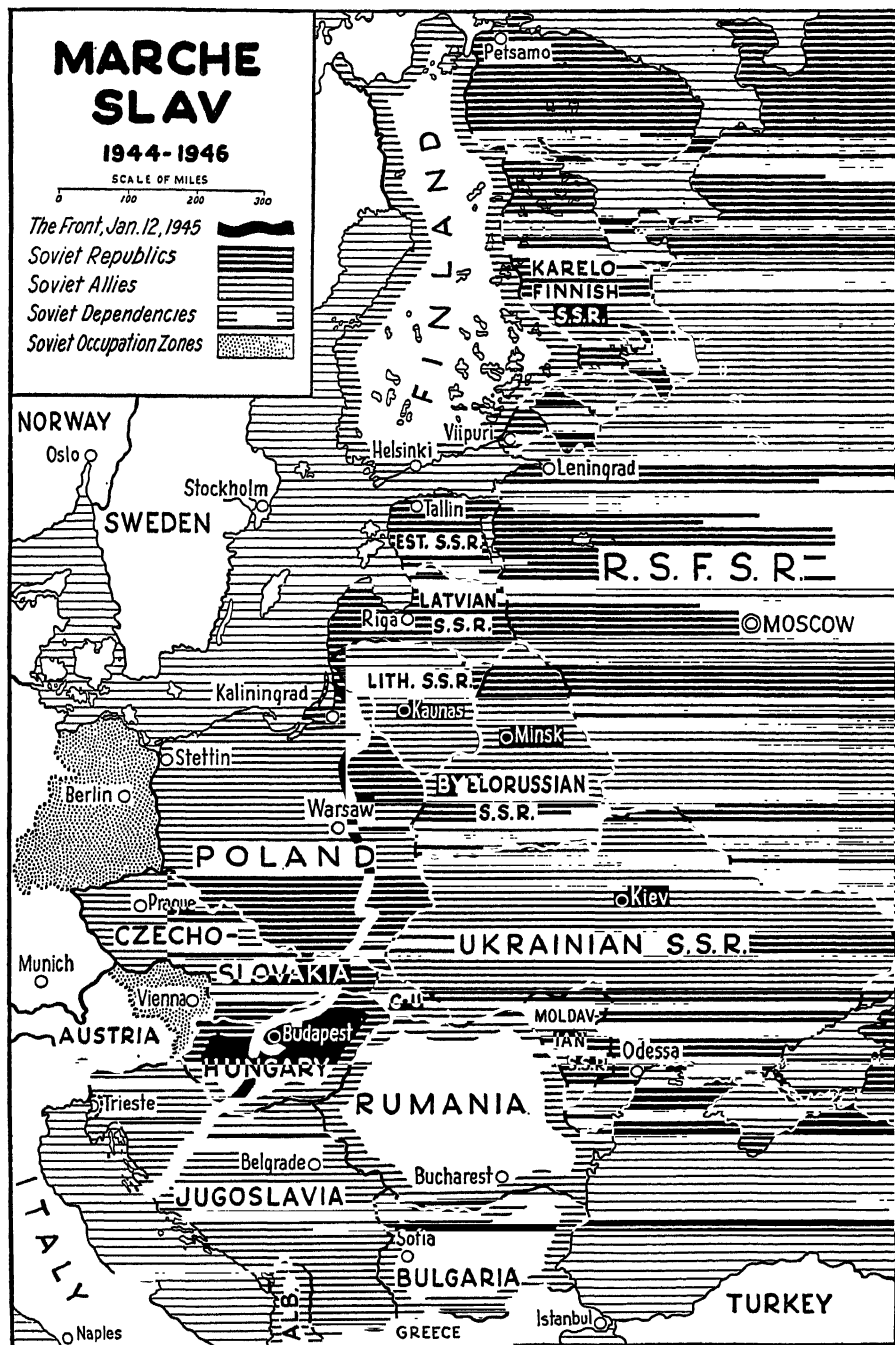 MARCHE
SLAV
1944-1946
SCALE OF MILES
0 100 200 300
The Front, Jan. 12, 1945
Soviet Republics
Soviet Allies
Soviet Dependencies
Soviet Occupation Zones
Petsamo
FINLAND
KARELO
FINNISH
S.S.R.
NORWAY
Oslo
Viipuri
Helsinki
Leningrad
Stockholm
SWEDEN
Tallin
EST. S.S.R.
R. S. F. S. R.
LATVIAN
S.S.R.
Riga
MOSCOW
LITH. S.S.R.
Kaliningrad
Kaunas
Minsk
Stettin
BYELORUSSIAN
S.S.R.
Berlin
Warsaw
POLAND
Kiev
Prague
CZECHO-
SLOVAKIA
UKRAINIAN S.S.R.
Munich
Vienna
MOLDAV-
IAN
S.S.R.
AUSTRIA
Budapest
HUNGARY
Odessa
Trieste
RUMANIA
Belgrade
Bucharest
JUGOSLAVIA
ITALY
Sofia
BULGARIA
ALB.
Istanbul
TURKEY
GREECE
Naples